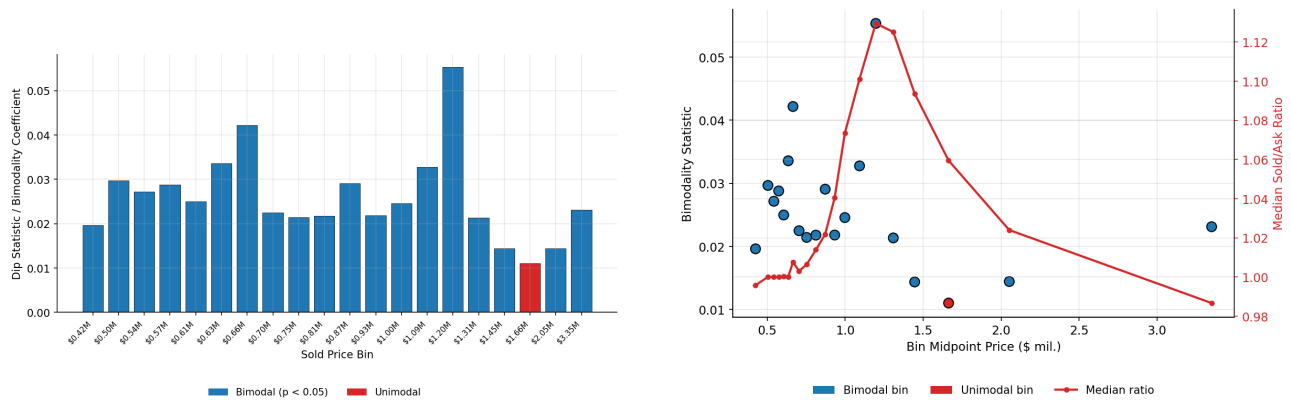 Dip Statistic / Bimodality Coefficient
0.05
0.04
0.03
0.02
0.01
0.00
$0.42M
$0.50M
$0.54M
$0.57M
$0.61M
$0.63M
$0.66M
$0.70M
$0.75M
$0.81M
$0.87M
$0.93M
$1.00M
$1.09M
$1.20M
$1.31M
$1.45M
$1.66M
$2.05M
$3.35M
Sold Price Bin
Bimodal (p < 0.05)
Unimodal
Bimodality Statistic
0.05
0.04
0.03
0.02
0.01
0.5
1.0
1.5
2.0
2.5
3.0
Bin Midpoint Price ($ mil.)
1.12
1.10
1.08
1.06
1.04
1.02
1.00
0.98
Median Sold/Ask Ratio
Bimodal bin
Unimodal bin
Median ratio